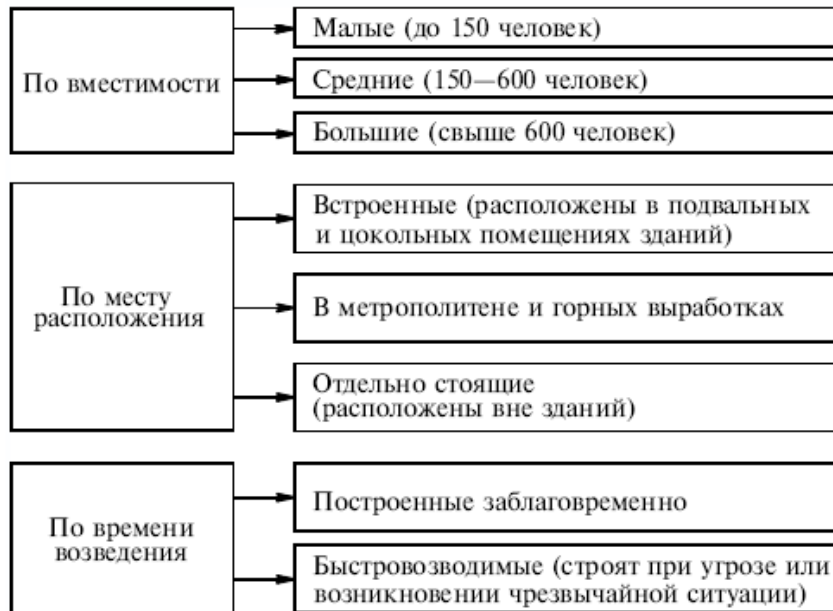 По вместимости
Малые (до 150 человек)
Средние (150—600 человек)
Большие (свыше 600 человек)
По месту
расположения
Встроенные (расположены в подвальных
и цокольных помещениях зданий)
В метрополитене и горных выработках
Отдельно стоящие
(расположены вне зданий)
По времени
возведения
Построенные заблаговременно
Быстровозводимые (строят при угрозе или
возникновении чрезвычайной ситуации)